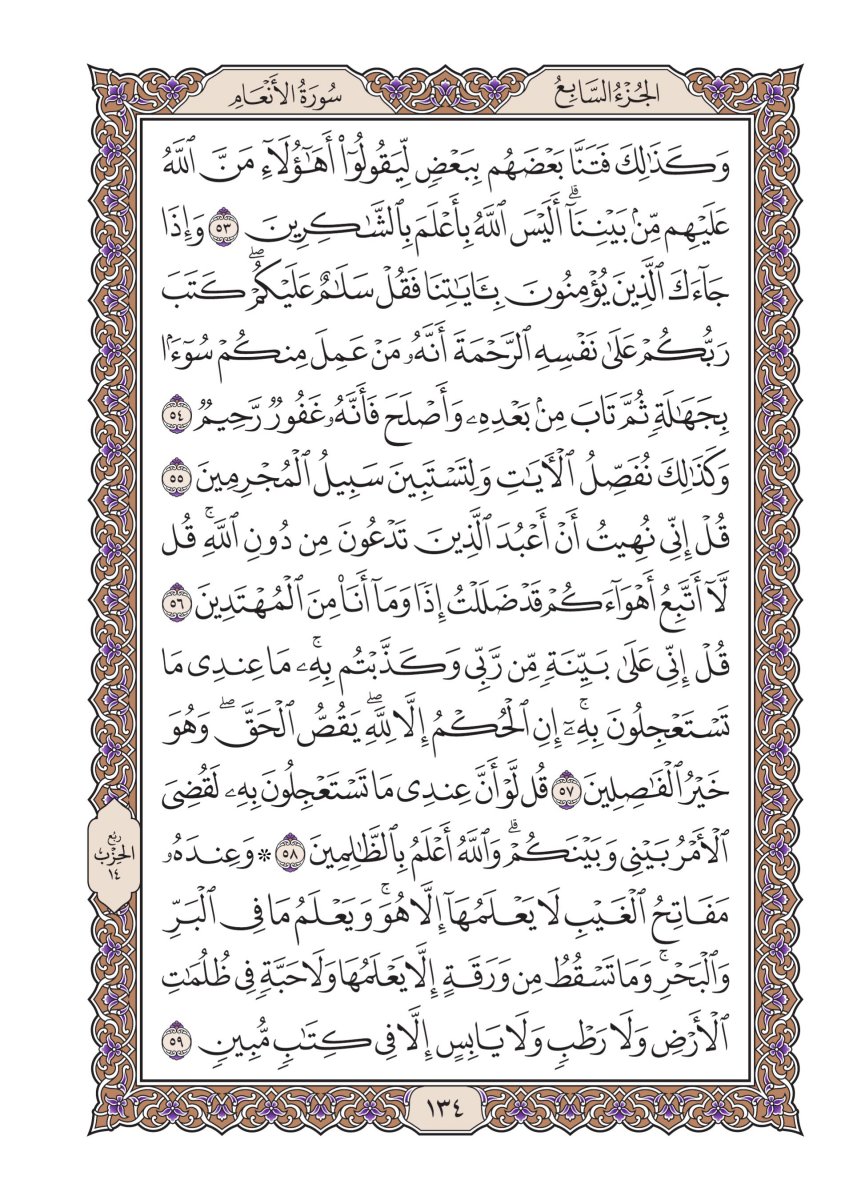 الجُزْءُ السَّابِعُ
سُورَةُ الأَنْعَامِ
وَكَذَٰلِكَ فَتَنَّا بَعْضَهُم بِبَعْضٍ لِّيَقُولُوٓا۟ أَهَـٰٓؤُلَآءِ مَنَّ ٱللَّهُ
عَلَيْهِم مِّنۢ بَيْنِنَآ ۗ أَلَيْسَ ٱللَّهُ بِأَعْلَمَ بِٱلشَّـٰكِرِينَ ٥٣ وَإِذَا
جَآءَكَ ٱلَّذِينَ يُؤْمِنُونَ بِـَٔايَـٰتِنَا فَقُلْ سَلَـٰمٌ عَلَيْكُمْ ۖ كَتَبَ
رَبُّكُمْ عَلَىٰ نَفْسِهِ ٱلرَّحْمَةَ أَنَّهُۥ مَنْ عَمِلَ مِنكُمْ سُوٓءًۢا
بِجَهَـٰلَةٍ ثُمَّ تَابَ مِنۢ بَعْدِهِۦ وَأَصْلَحَ فَأَنَّهُۥ غَفُورٌ رَّحِيمٌ ٥٤
وَكَذَٰلِكَ نُفَصِّلُ ٱلْـَٔايَـٰتِ وَلِتَسْتَبِينَ سَبِيلُ ٱلْمُجْرِمِينَ ٥٥
قُلْ إِنِّى نُهِيتُ أَنْ أَعْبُدَ ٱلَّذِينَ تَدْعُونَ مِن دُونِ ٱللَّهِ ۚ قُل
لَّآ أَتَّبِعُ أَهْوَآءَكُمْ قَدْ ضَلَلْتُ إِذًا وَمَآ أَنَا۠ مِنَ ٱلْمُهْتَدِينَ ٥٦
قُلْ إِنِّى عَلَىٰ بَيِّنَةٍ مِّن رَّبِّى وَكَذَّبْتُم بِهِۦ ۚ مَا عِندِى مَا
تَسْتَعْجِلُونَ بِهِۦٓ ۚ إِنِ ٱلْحُكْمُ إِلَّا لِلَّهِ ۖ يَقُصُّ ٱلْحَقَّ ۖ وَهُوَ
خَيْرُ ٱلْفَـٰصِلِينَ ٥٧ قُل لَّوْ أَنَّ عِندِى مَا تَسْتَعْجِلُونَ بِهِۦ لَقُضِىَ
ٱلْأَمْرُ بَيْنِى وَبَيْنَكُمْ ۗ وَٱللَّهُ أَعْلَمُ بِٱلظَّـٰلِمِينَ ٥٨ * وَعِندَهُۥ
مَفَاتِحُ ٱلْغَيْبِ لَا يَعْلَمُهَآ إِلَّا هُوَ ۚ وَيَعْلَمُ مَا فِى ٱلْبَرِّ
وَٱلْبَحْرِ ۚ وَمَا تَسْقُطُ مِن وَرَقَةٍ إِلَّا يَعْلَمُهَا وَلَا حَبَّةٍ فِى ظُلُمَـٰتِ
ٱلْأَرْضِ وَلَا رَطْبٍ وَلَا يَابِسٍ إِلَّا فِى كِتَـٰبٍ مُّبِينٍ ٥٩
رُبْع
الحِزْب
١٤
١٣٤